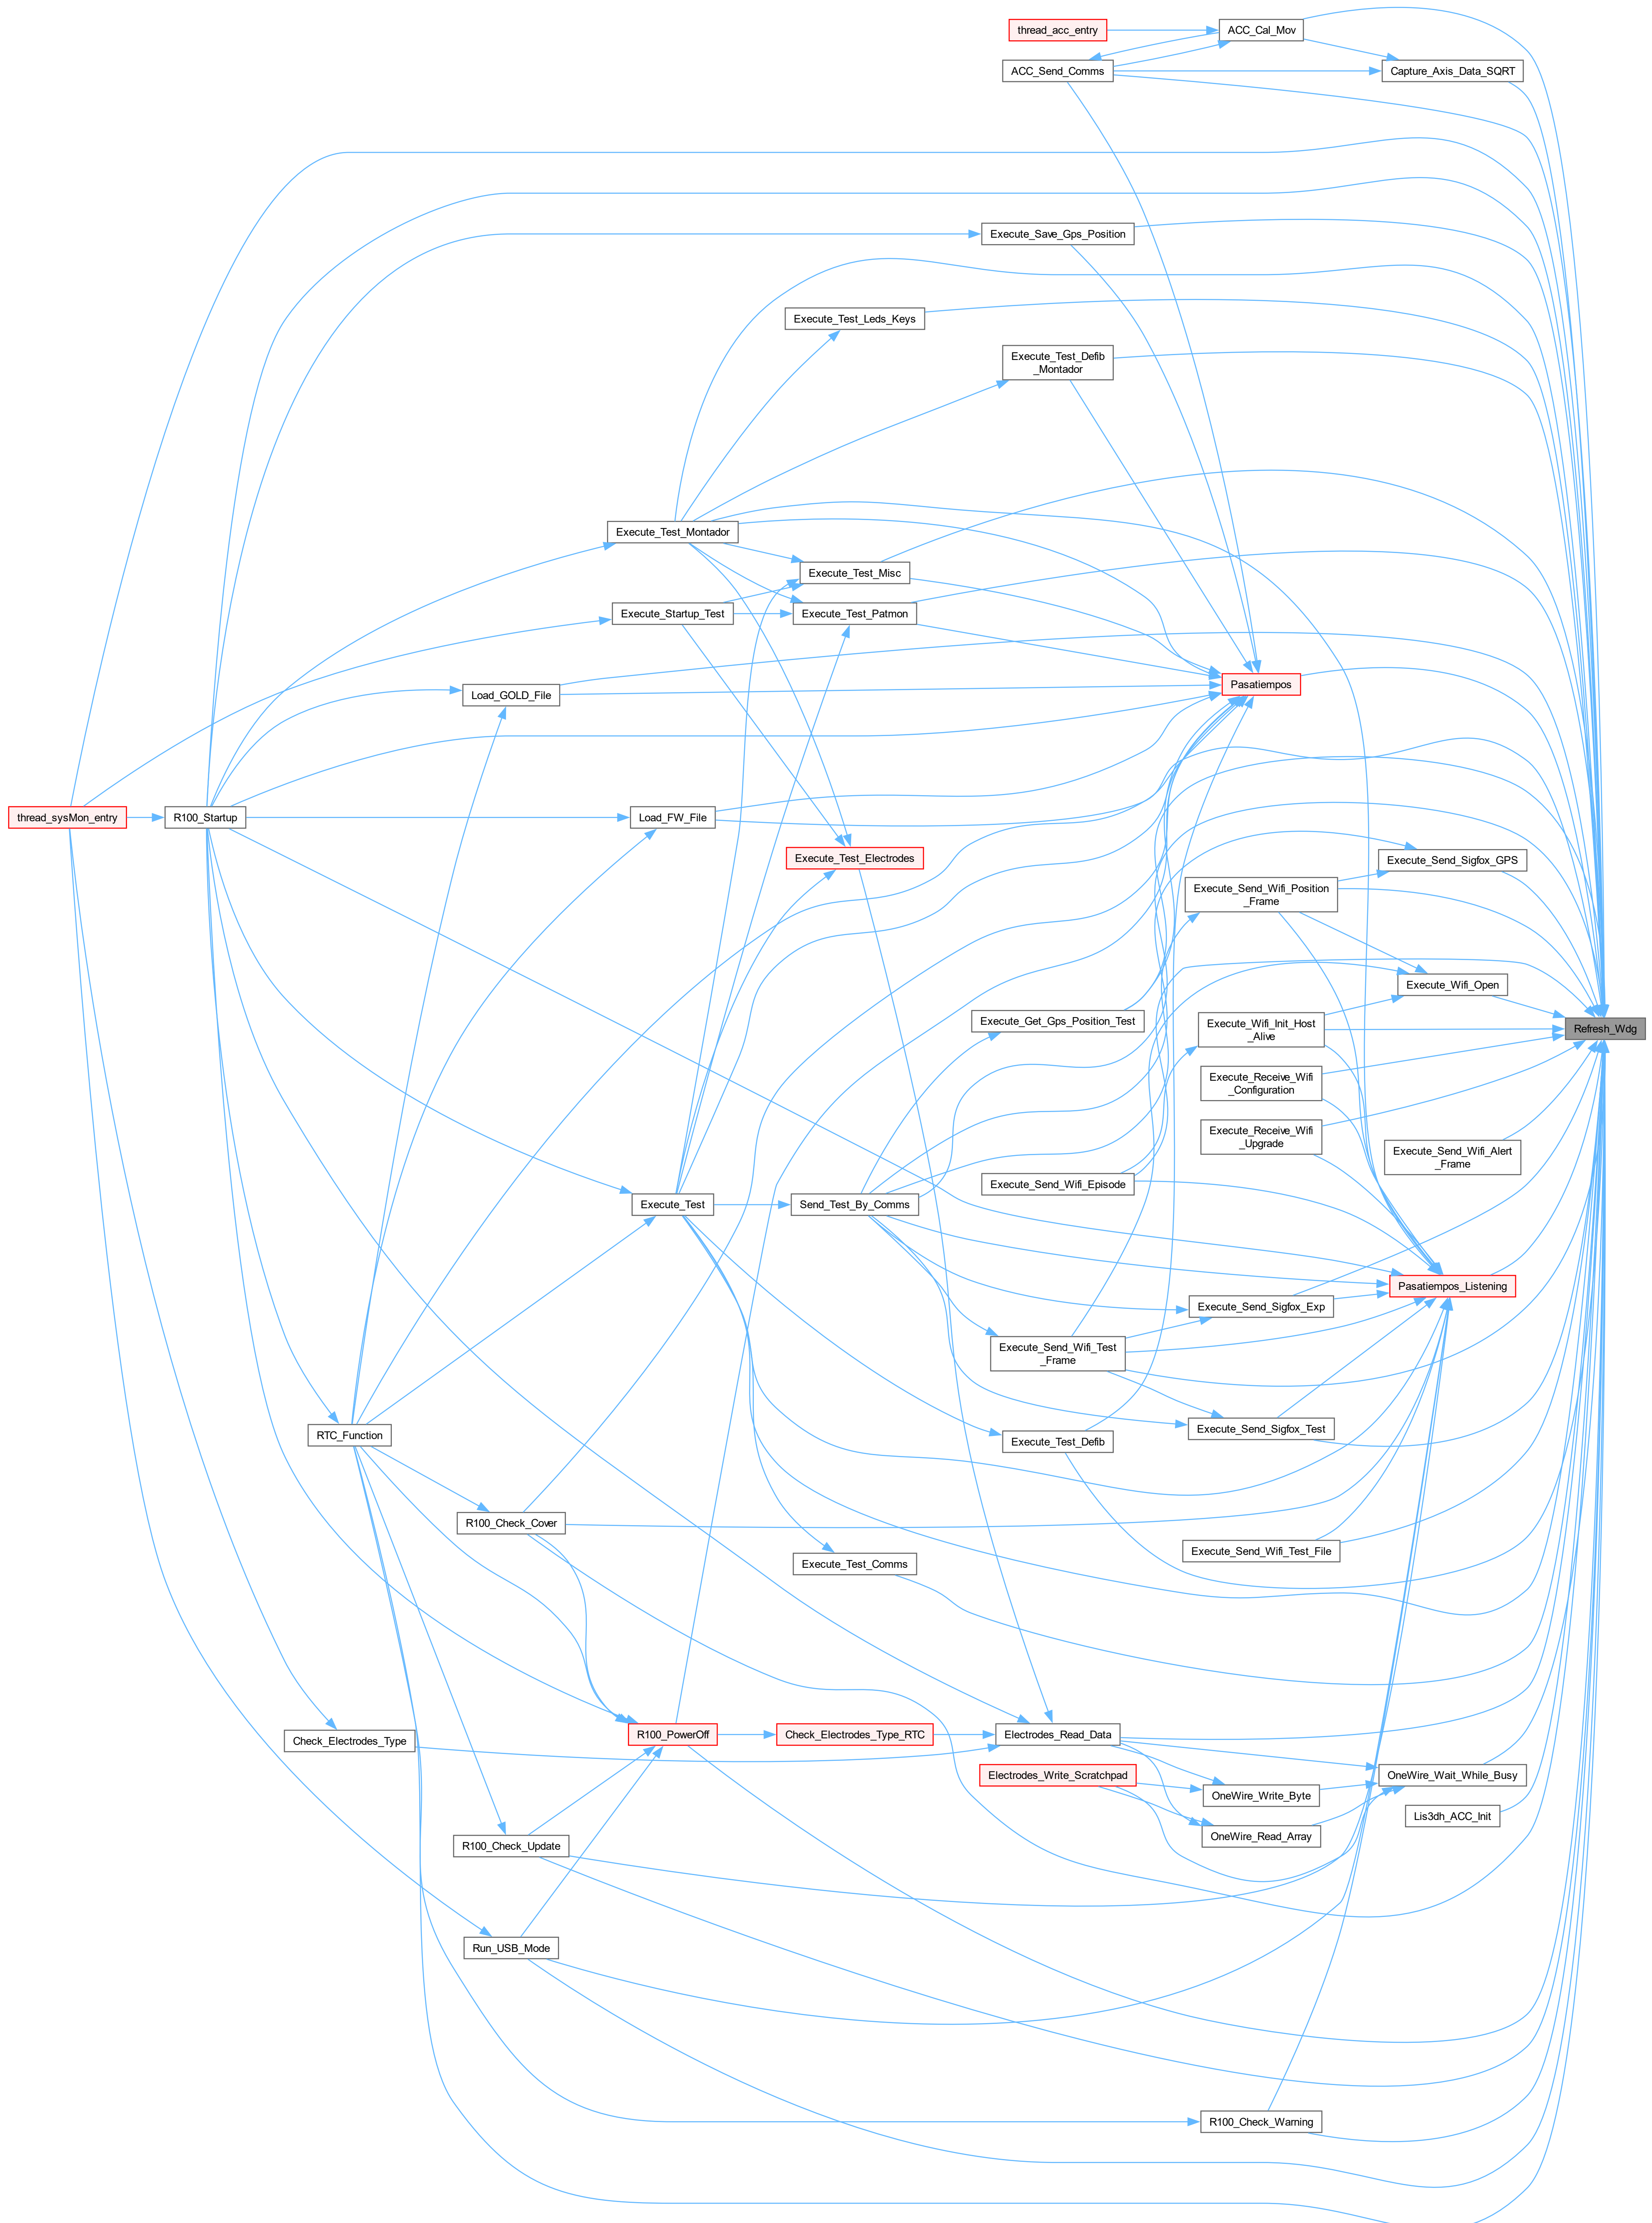 thread_acc_entry
ACC_Cal_Mov
ACC_Send_Comms
Capture_Axis_Data_SQRT
Execute_Save_Gps_Position
Execute_Test_Leds_Keys
Execute_Test_Defib
_Montador
Execute_Test_Montador
Execute_Test_Misc
Execute_Startup_Test
Execute_Test_Patmon
Load_GOLD_File
Pasatiempos
thread_sysMon_entry
R100_Startup
Load_FW_File
Execute_Test_Electrodes
Execute_Send_Sigfox_GPS
Execute_Send_Wifi_Position
_Frame
Execute_Wifi_Open
Execute_Get_Gps_Position_Test
Execute_Wifi_Init_Host
_Alive
Refresh_Wdg
Execute_Receive_Wifi
_Configuration
Execute_Receive_Wifi
_Upgrade
Execute_Send_Wifi_Alert
_Frame
Execute_Send_Wifi_Episode
Execute_Test
Send_Test_By_Comms
Pasatiempos_Listening
Execute_Send_Sigfox_Exp
Execute_Send_Wifi_Test
_Frame
Execute_Send_Sigfox_Test
RTC_Function
Execute_Test_Defib
R100_Check_Cover
Execute_Send_Wifi_Test_File
Execute_Test_Comms
Check_Electrodes_Type
R100_PowerOff
Check_Electrodes_Type_RTC
Electrodes_Read_Data
Electrodes_Write_Scratchpad
OneWire_Wait_While_Busy
OneWire_Write_Byte
Lis3dh_ACC_Init
OneWire_Read_Array
R100_Check_Update
Run_USB_Mode
R100_Check_Warning